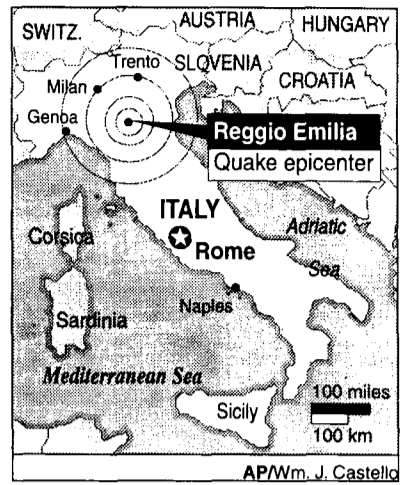 AUSTRIA
HUNGARY
SWITZ.
Trento
SLOVENIA
CROATIA
Milan
Genoa
Reggio Emilia
Quake epicenter
ITALY
Adriatic
Sea
Corsica
Rome
Naples
Sardinia
Mediterranean Sea
Sicily
100 miles
100 km
AP/Wm. J. Castello